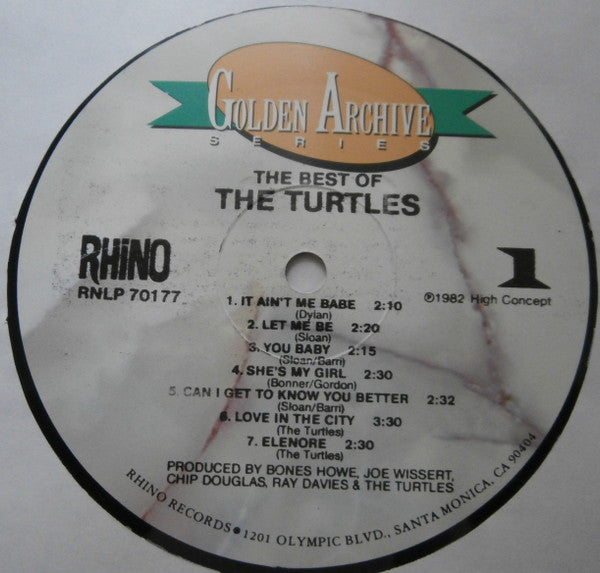 GOLDEN ARCHIVE
SERIES
THE BEST OF
THE TURTLES
RHINO
RNLP 70177
1
℗1982 High Concept
1. IT AIN'T ME BABE 2:10
(Dylan)
2. LET ME BE 2:20
(Sloan)
3. YOU BABY 2:15
(Sloan/Barri)
4. SHE'S MY GIRL 2:30
(Bonner/Gordon)
5. CAN I GET TO KNOW YOU BETTER 2:32
(Sloan/Barri)
6. LOVE IN THE CITY 3:30
(The Turtles)
7. ELENORE 2:30
(The Turtles)
PRODUCED BY BONES HOWE, JOE WISSERT,
CHIP DOUGLAS, RAY DAVIES & THE TURTLES
RHINO RECORDS • 1201 OLYMPIC BLVD., SANTA MONICA, CA 90404